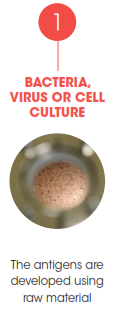 1
BACTERIA,
VIRUS OR CELL
CULTURE
The antigens are
developed using
raw material